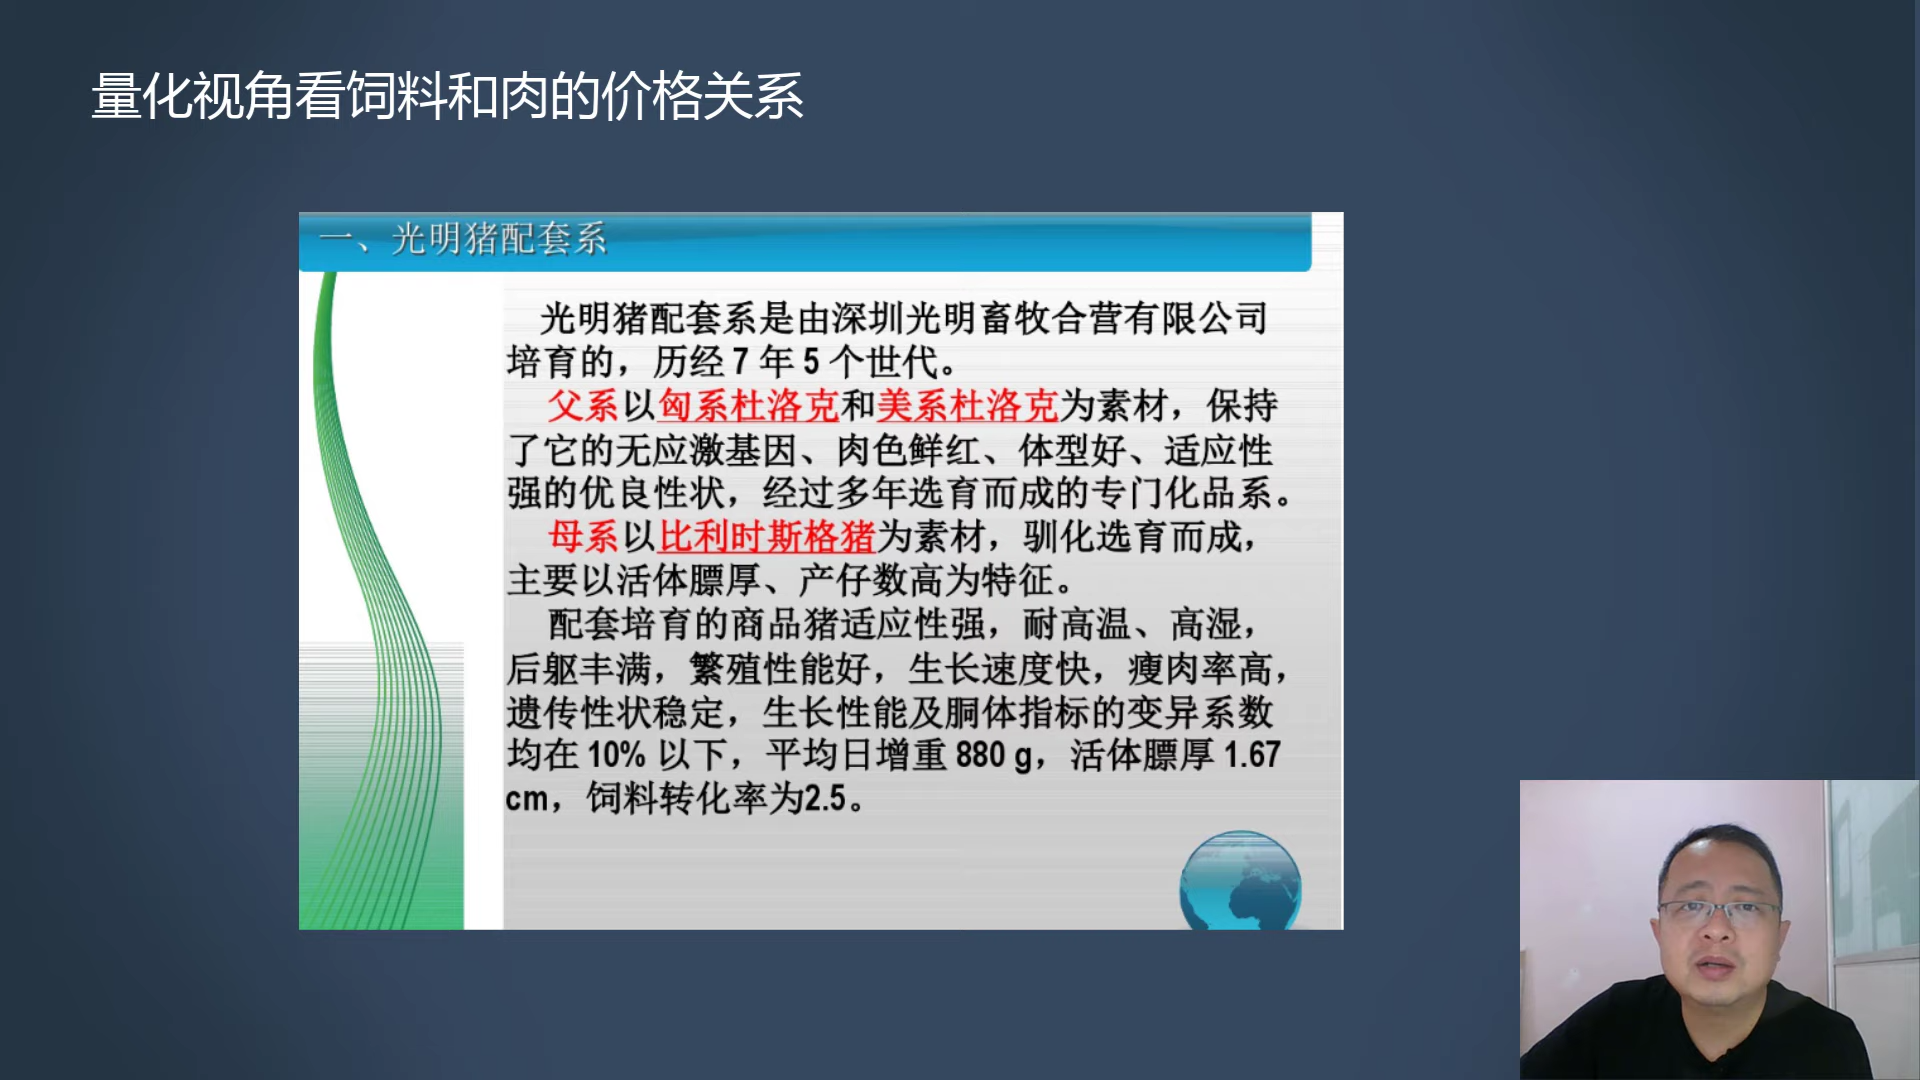 量化视角看饲料和肉的价格关系
一、光明猪配套系
光明猪配套系是由深圳光明畜牧合营有限公司
培育的，历经7年5个世代。
父系以匈系杜洛克和美系杜洛克为素材，保持
了它的无应激基因、肉色鲜红、体型好、适应性
强的优良性状，经过多年选育而成的专门化品系。
母系以比利时斯格猪为素材，驯化选育而成，
主要以活体膘厚、产仔数高为特征。
配套培育的商品猪适应性强，耐高温、高湿，
后躯丰满，繁殖性能好，生长速度快，瘦肉率高，
遗传性状稳定，生长性能及胴体指标的变异系数
均在10%以下，平均日增重880 g，活体膘厚1.67
cm，饲料转化率为2.5。